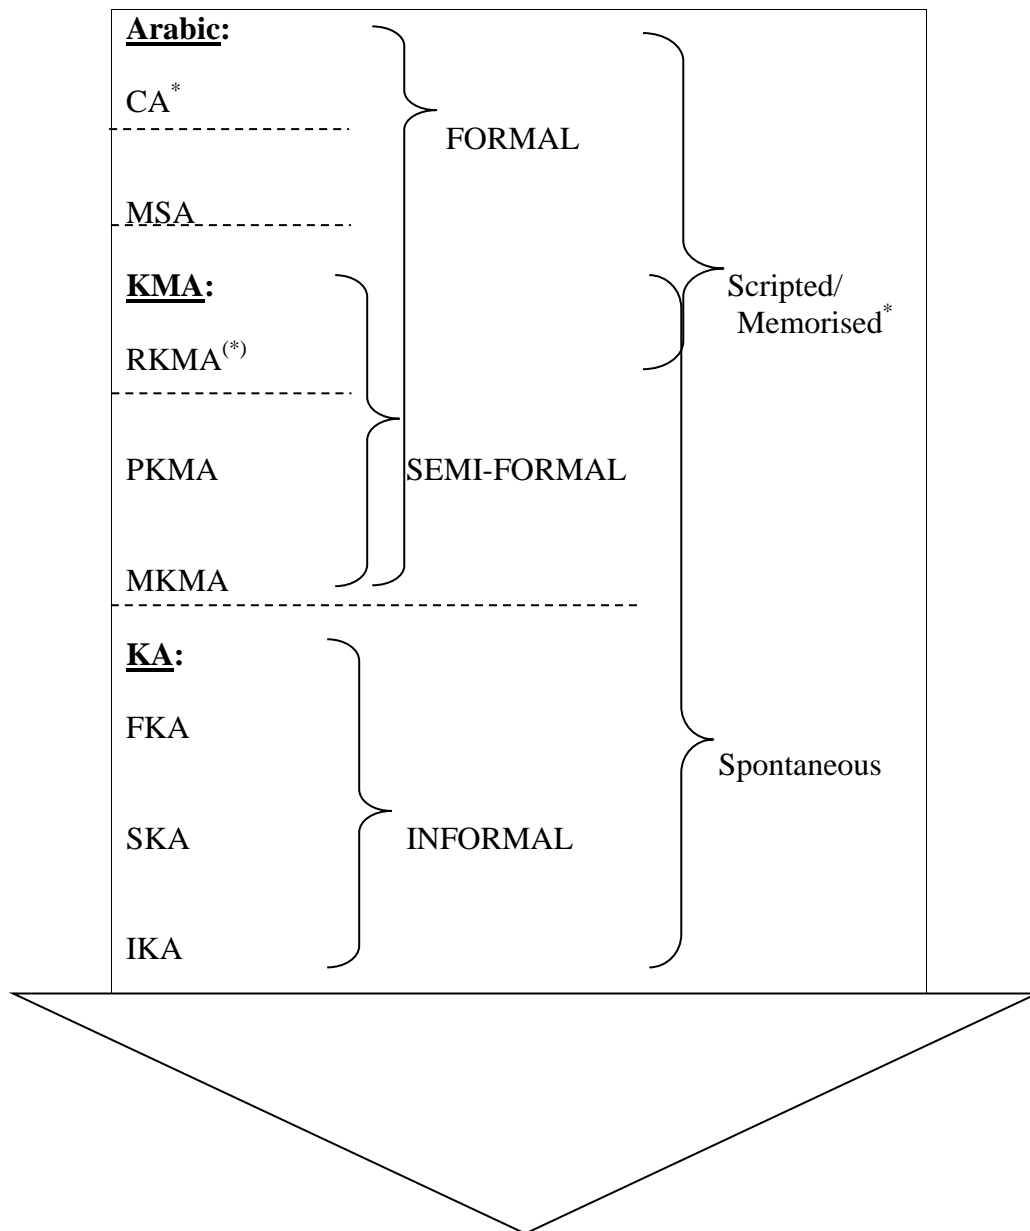 Arabic:
CA*
FORMAL
MSA
KMA:
Scripted/
Memorised*
RKMA(*)
PKMA
SEMI-FORMAL
MKMA
KA:
FKA
Spontaneous
SKA
INFORMAL
IKA